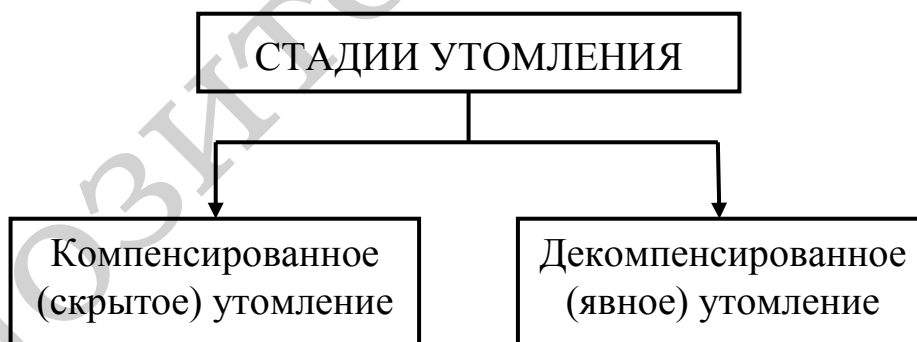 СТАДИИ УТОМЛЕНИЯ
Компенсированное
(скрытое) утомление
Декомпенсированное
(явное) утомление